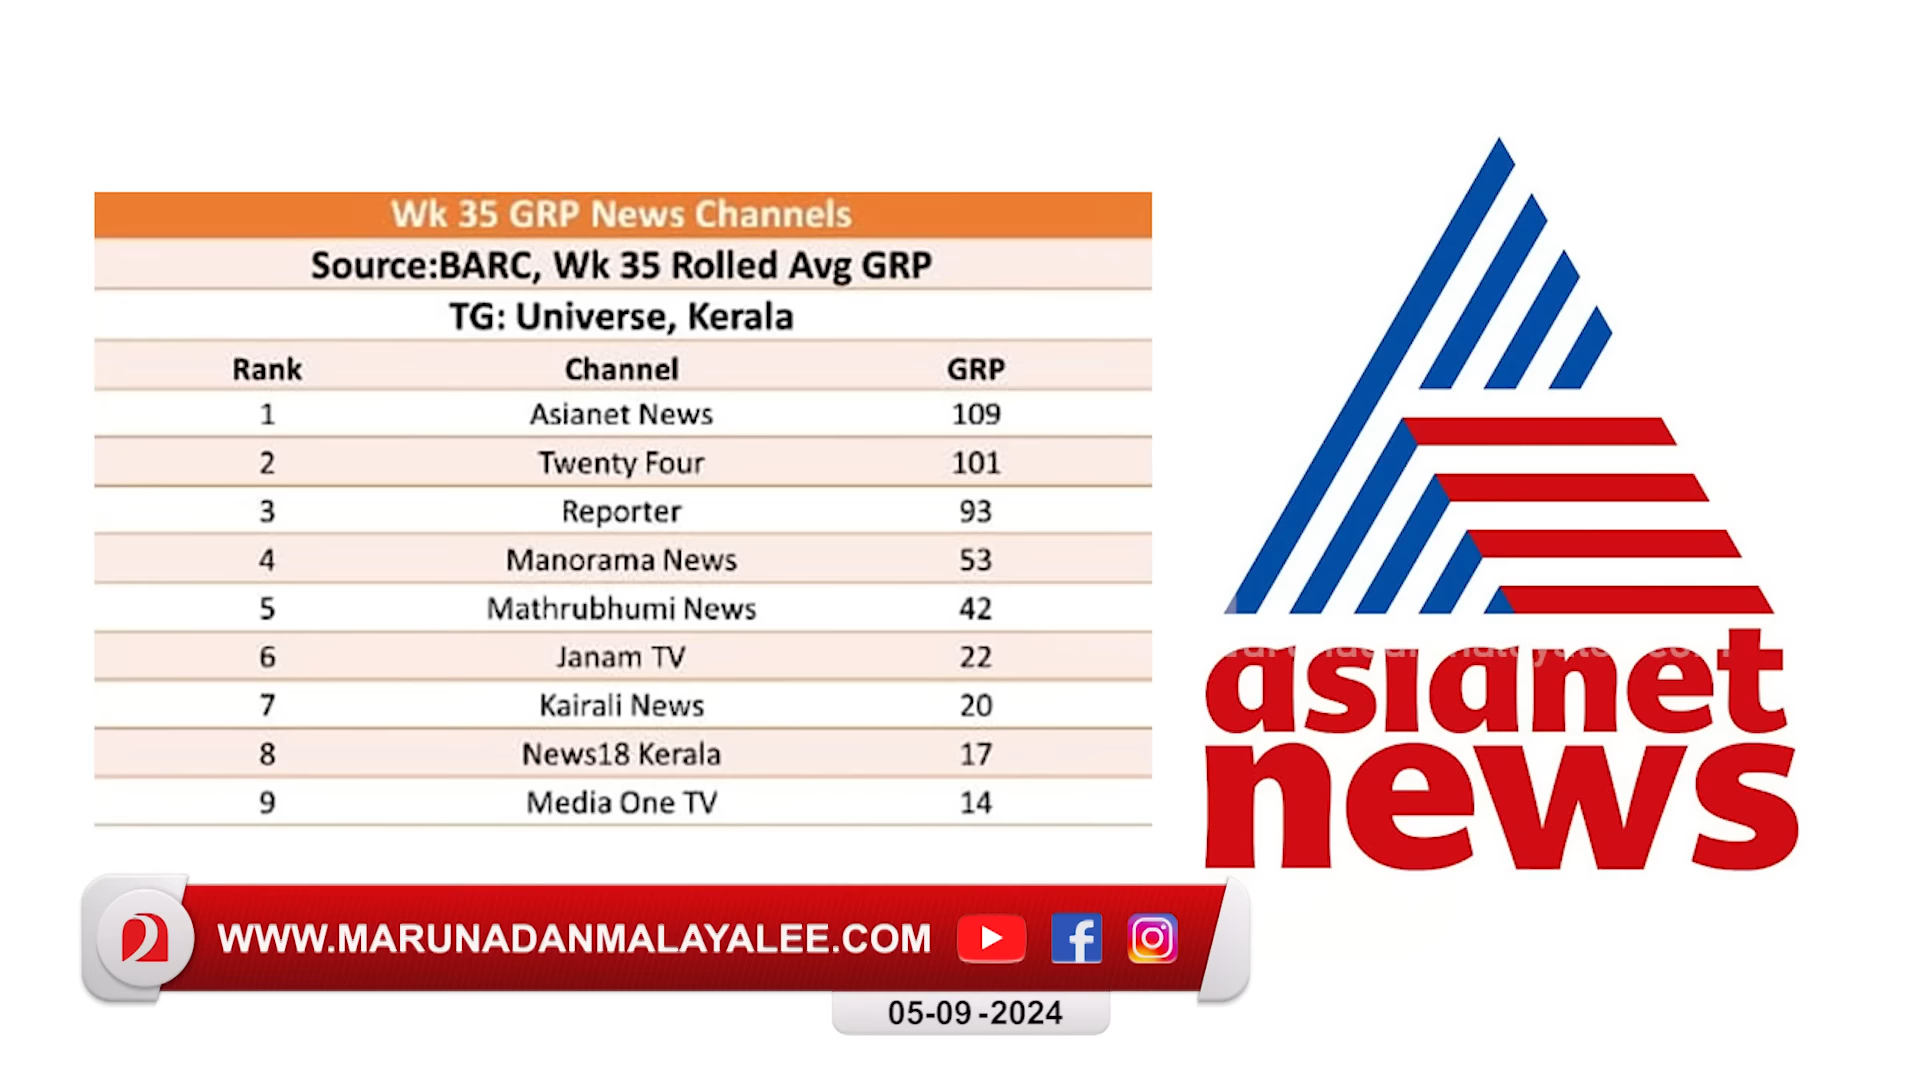 Wk 35 GRP News Channels
Source:BARC, Wk 35 Rolled Avg GRP
TG: Universe, Kerala
Rank Channel GRP
1 Asianet News 109
2 Twenty Four 101
3 Reporter 93
4 Manorama News 53
5 Mathrubhumi News 42
6 Janam TV 22
7 Kairali News 20
8 News18 Kerala 17
9 Media One TV 14
asianet
news
WWW.MARUNADANMALAYALEE.COM
05-09-2024